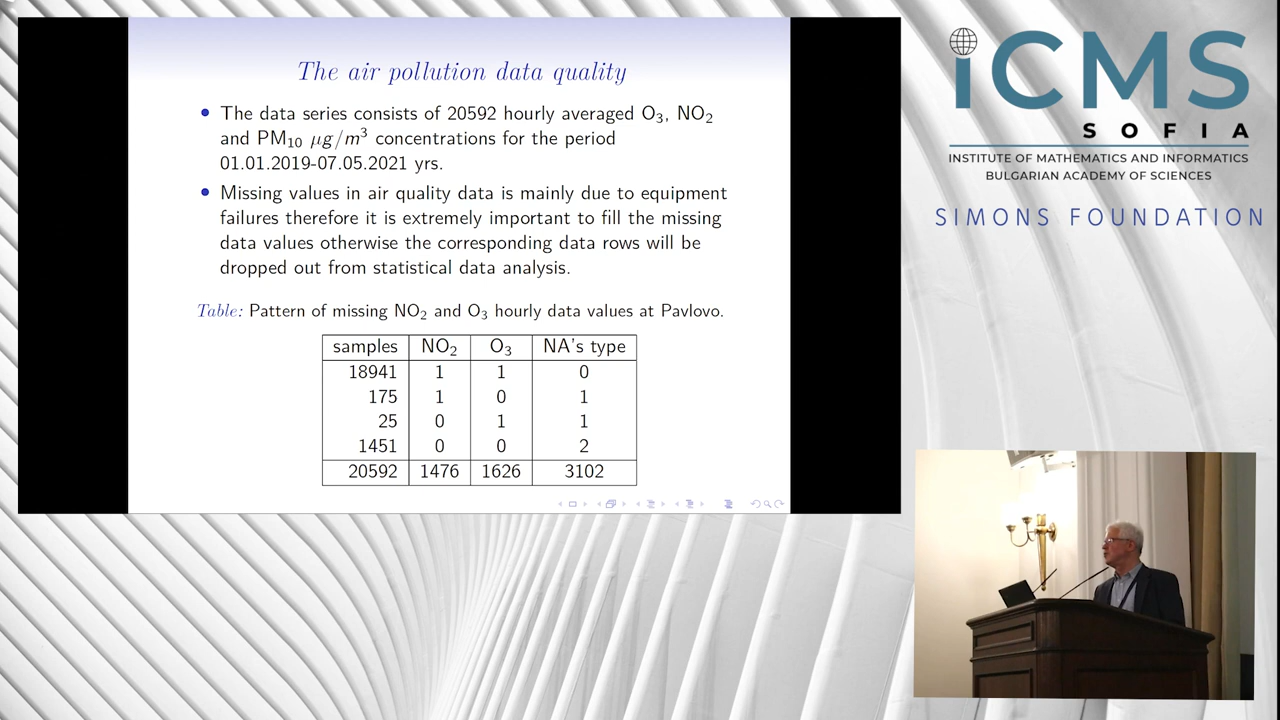 The air pollution data quality
• The data series consists of 20592 hourly averaged O₃, NO₂
and PM₁₀ μg/m³ concentrations for the period
01.01.2019-07.05.2021 yrs.
• Missing values in air quality data is mainly due to equipment
failures therefore it is extremely important to fill the missing
data values otherwise the corresponding data rows will be
dropped out from statistical data analysis.
Table: Pattern of missing NO₂ and O₃ hourly data values at Pavlovo.
samples NO₂ O₃ NA's type
18941 1 1 0
175 1 0 1
25 0 1 1
1451 0 0 2
20592 1476 1626 3102
iCMS
SOFIA
INSTITUTE OF MATHEMATICS AND INFORMATICS
BULGARIAN ACADEMY OF SCIENCES
SIMONS FOUNDATION